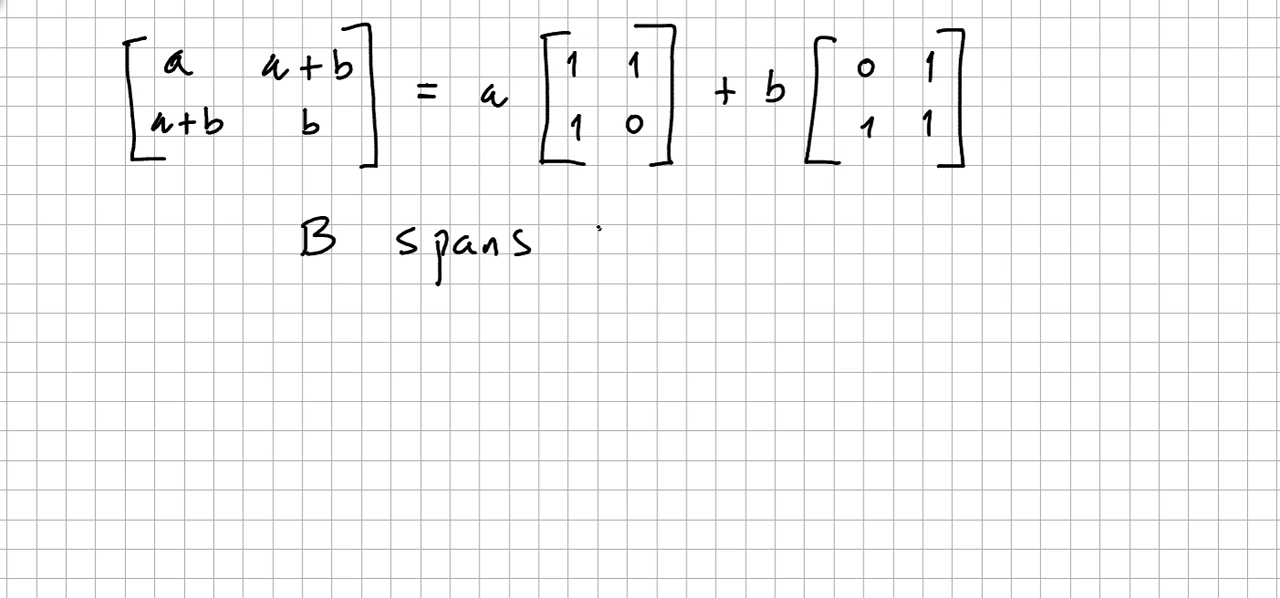 [a a+b; a+b b] = a [1 1; 1 0] + b [0 1; 1 1]
B spans